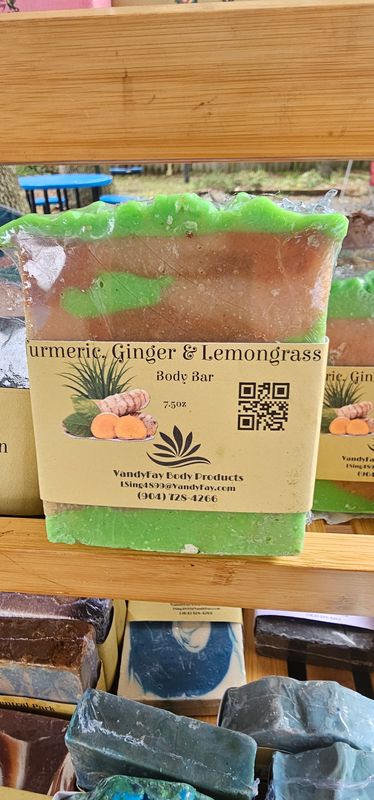 urmeric, Ginger & Lemongrass
Body Bar
7.5oz
VandyFay Body Products
LSing4899@VandyFay.com
(904) 728-4266